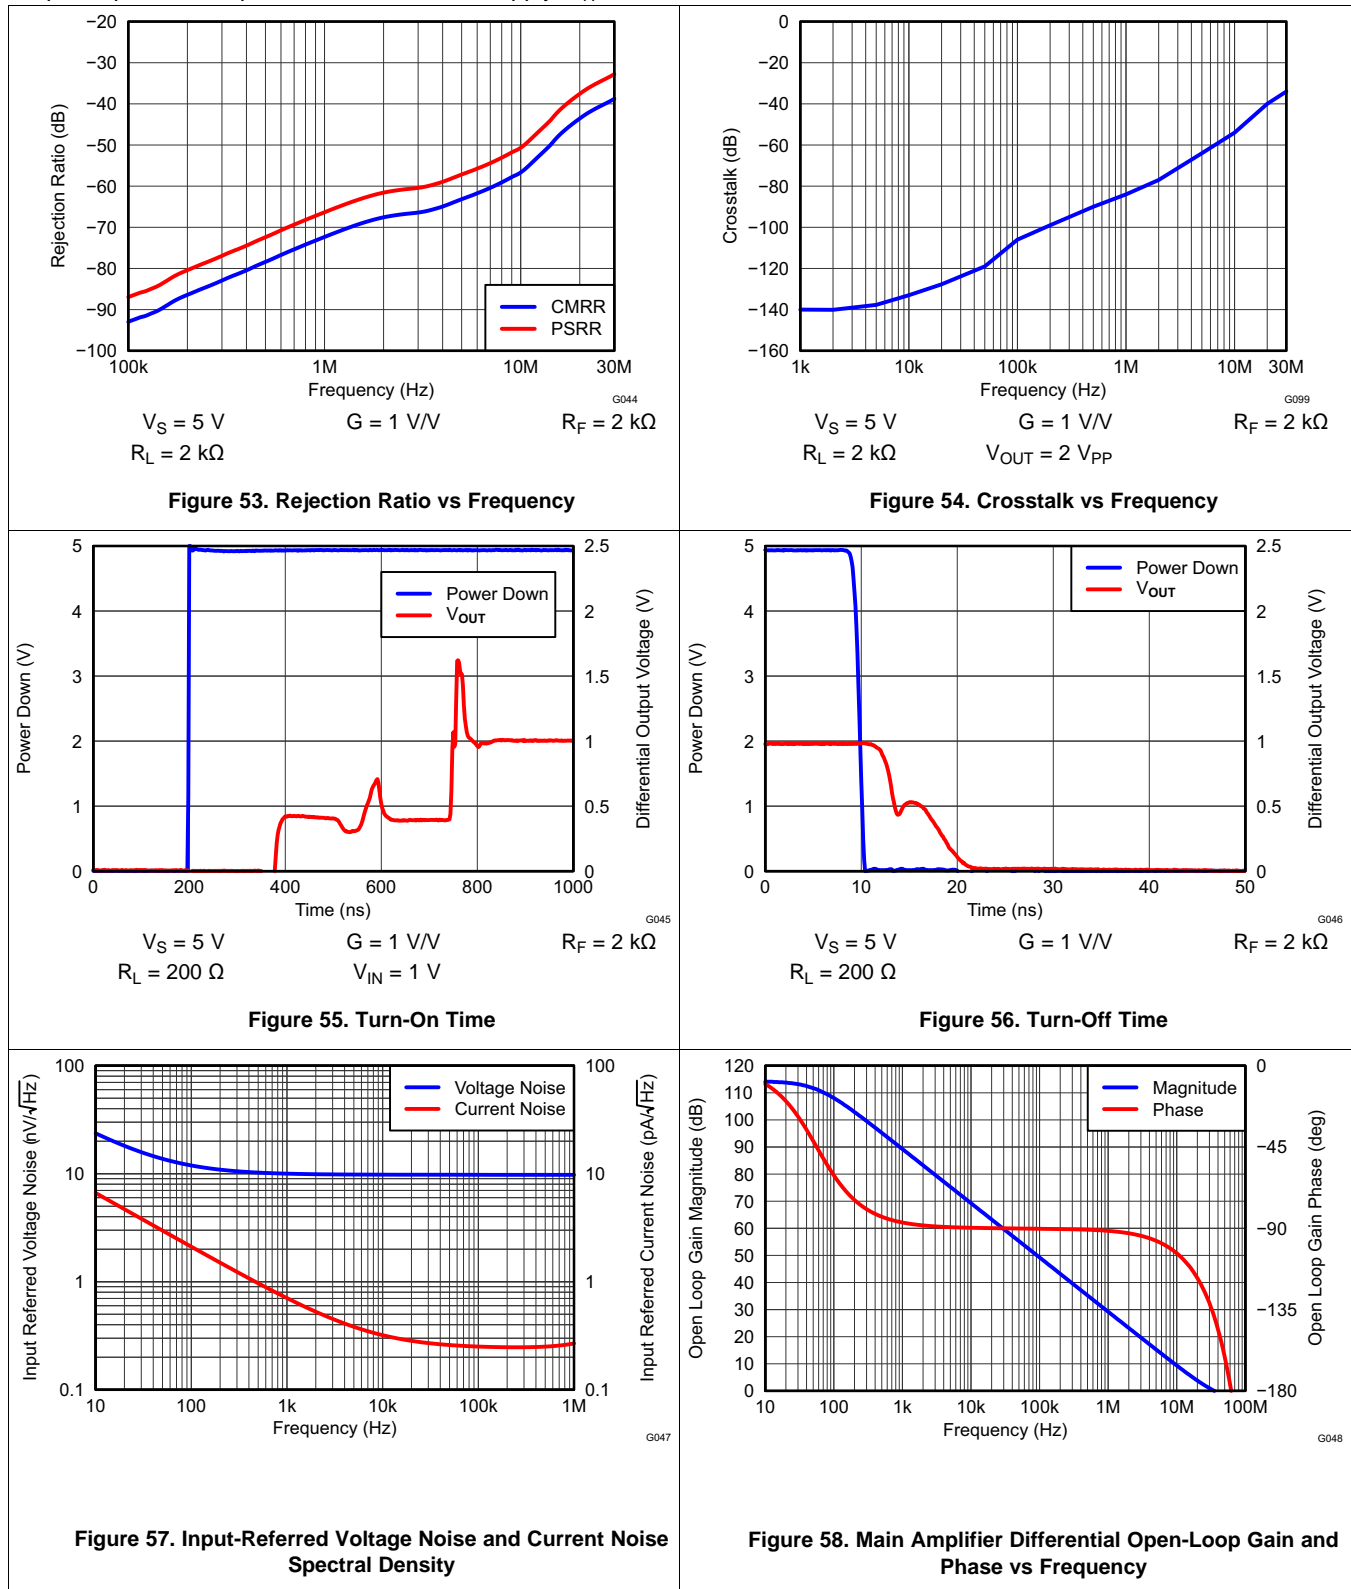 −20
−30
−40
−50
−60
−70
−80
−90
−100
Rejection Ratio (dB)
CMRR
PSRR
100k 1M 10M 30M
Frequency (Hz)
G044
V_S = 5 V G = 1 V/V R_F = 2 kΩ
R_L = 2 kΩ
Figure 53. Rejection Ratio vs Frequency
0
−20
−40
−60
−80
−100
−120
−140
−160
Crosstalk (dB)
1k 10k 100k 1M 10M 30M
Frequency (Hz)
G099
V_S = 5 V G = 1 V/V R_F = 2 kΩ
R_L = 2 kΩ V_OUT = 2 V_PP
Figure 54. Crosstalk vs Frequency
5
4
3
2
1
0
Power Down (V)
Power Down
V_OUT
2.5
2
1.5
1
0.5
0
Differential Output Voltage (V)
0 200 400 600 800 1000
Time (ns)
G045
V_S = 5 V G = 1 V/V R_F = 2 kΩ
R_L = 200 Ω V_IN = 1 V
Figure 55. Turn-On Time
5
4
3
2
1
0
Power Down (V)
Power Down
V_OUT
2.5
2
1.5
1
0.5
0
Differential Output Voltage (V)
0 10 20 30 40 50
Time (ns)
G046
V_S = 5 V G = 1 V/V R_F = 2 kΩ
R_L = 200 Ω
Figure 56. Turn-Off Time
100
10
1
0.1
Input Referred Voltage Noise (nV/√Hz)
Voltage Noise
Current Noise
100
10
1
0.1
Input Referred Current Noise (pA/√Hz)
10 100 1k 10k 100k 1M
Frequency (Hz)
G047
Figure 57. Input-Referred Voltage Noise and Current Noise
Spectral Density
120
110
100
90
80
70
60
50
40
30
20
10
0
Open Loop Gain Magnitude (dB)
Magnitude
Phase
0
−45
−90
−135
−180
Open Loop Gain Phase (deg)
10 100 1k 10k 100k 1M 10M 100M
Frequency (Hz)
G048
Figure 58. Main Amplifier Differential Open-Loop Gain and
Phase vs Frequency